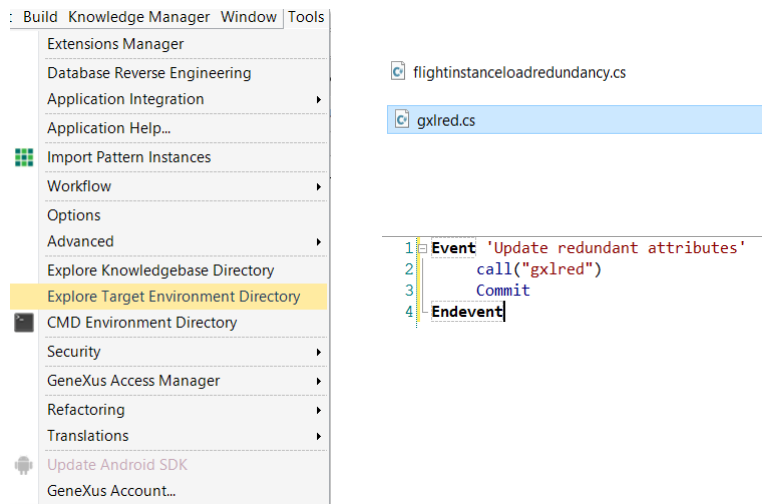 : Build Knowledge Manager Window Tools
Extensions Manager
Database Reverse Engineering
Application Integration
Application Help...
Import Pattern Instances
Workflow
Options
Advanced
Explore Knowledgebase Directory
Explore Target Environment Directory
CMD Environment Directory
Security
GeneXus Access Manager
Refactoring
Translations
Update Android SDK
GeneXus Account...
flightinstanceloadredundancy.cs
gxlred.cs
1 Event 'Update redundant attributes'
2 call("gxlred")
3 Commit
4 Endevent